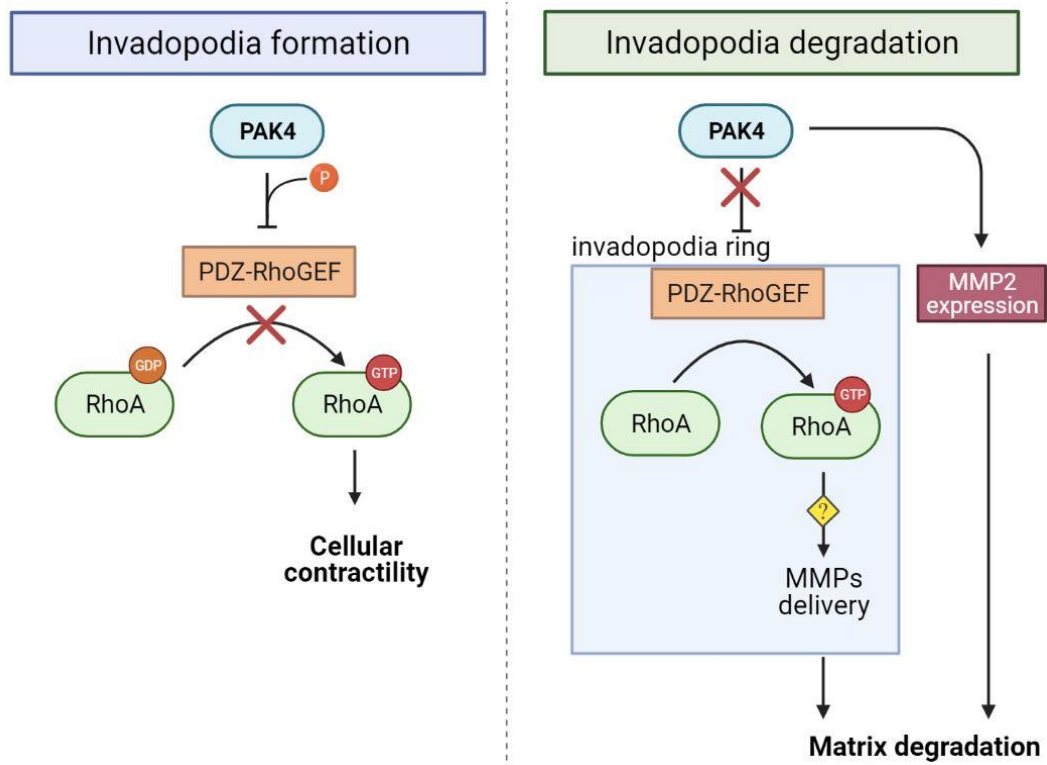 Invadopodia formation
PAK4
P
PDZ-RhoGEF
GDP
RhoA
GTP
RhoA
Cellular
contractility
Invadopodia degradation
PAK4
invadopodia ring
PDZ-RhoGEF
MMP2
expression
RhoA
GTP
RhoA
?
MMPs
delivery
Matrix degradation